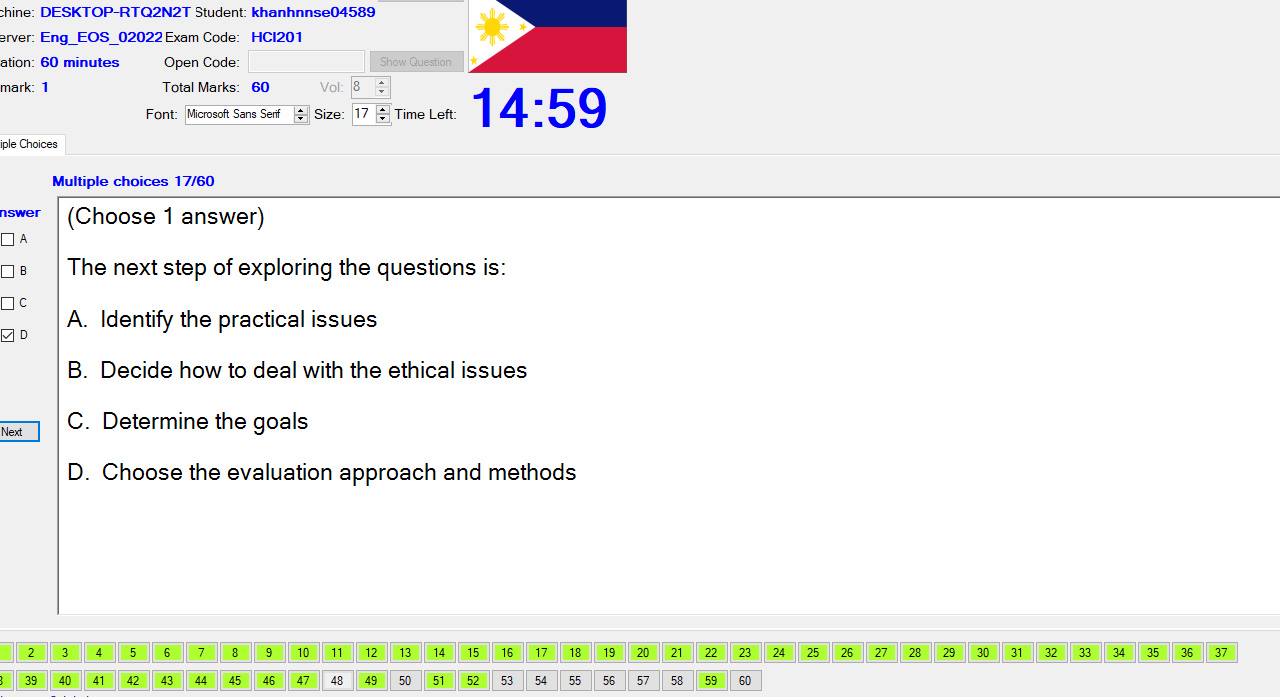 chine: DESKTOP-RTQ2N2T Student: khanhnnse04589
erver: Eng_EOS_02022 Exam Code: HCI201
ation: 60 minutes Open Code: Show Question
mark: 1 Total Marks: 60 Vol: 8
Font: Microsoft Sans Serif Size: 17 Time Left: 14:59
iple Choices
Multiple choices 17/60
nswer
A
B
C
D
Next
(Choose 1 answer)
The next step of exploring the questions is:
A. Identify the practical issues
B. Decide how to deal with the ethical issues
C. Determine the goals
D. Choose the evaluation approach and methods
2 3 4 5 6 7 8 9 10 11 12 13 14 15 16 17 18 19 20 21 22 23 24 25 26 27 28 29 30 31 32 33 34 35 36 37
39 40 41 42 43 44 45 46 47 48 49 50 51 52 53 54 55 56 57 58 59 60